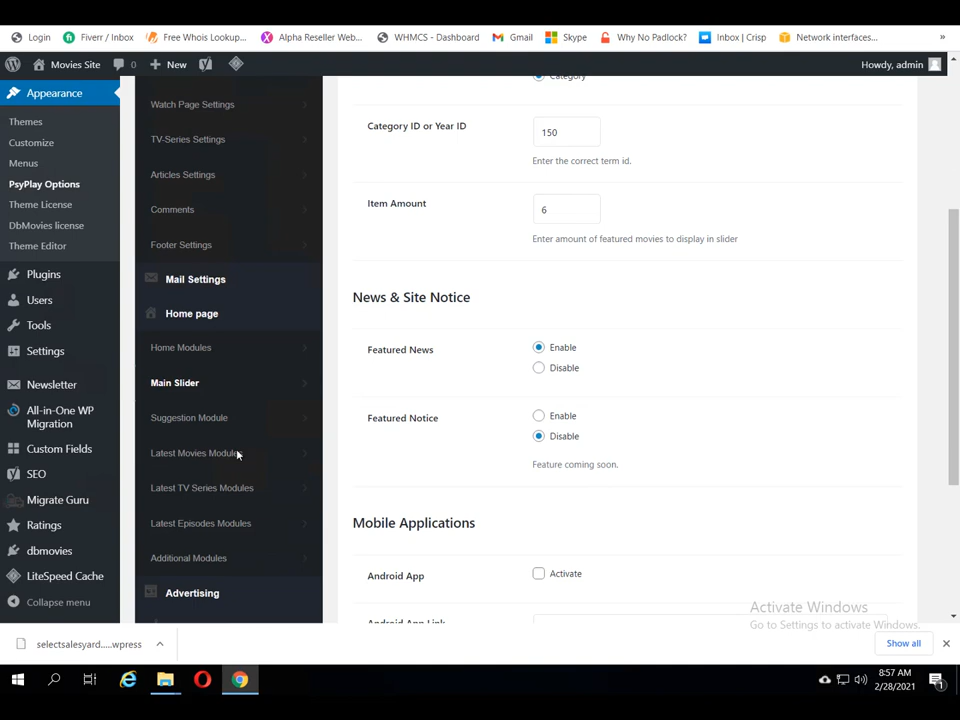 Login
Fiverr / Inbox
Free Whois Lookup...
Alpha Reseller Web...
WHMCS - Dashboard
Gmail
Skype
Why No Padlock?
Inbox | Crisp
Network interfaces...
»
Movies Site
0
New
Howdy, admin
Appearance
Themes
Customize
Menus
PsyPlay Options
Theme License
DbMovies license
Theme Editor
Plugins
Users
Tools
Settings
Newsletter
All-in-One WP
Migration
Custom Fields
SEO
Migrate Guru
Ratings
dbmovies
LiteSpeed Cache
Collapse menu
Watch Page Settings
TV-Series Settings
Articles Settings
Comments
Footer Settings
Mail Settings
Home page
Home Modules
Main Slider
Suggestion Module
Latest Movies Modules
Latest TV Series Modules
Latest Episodes Modules
Additional Modules
Advertising
Category
Category ID or Year ID
150
Enter the correct term id.
Item Amount
6
Enter amount of featured movies to display in slider
News & Site Notice
Featured News
Enable
Disable
Featured Notice
Enable
Disable
Feature coming soon.
Mobile Applications
Android App
Activate
Android App Link
Activate Windows
Go to Settings to activate Windows.
selectsalesyard.....wpress
Show all
8:57 AM
2/28/2021
1